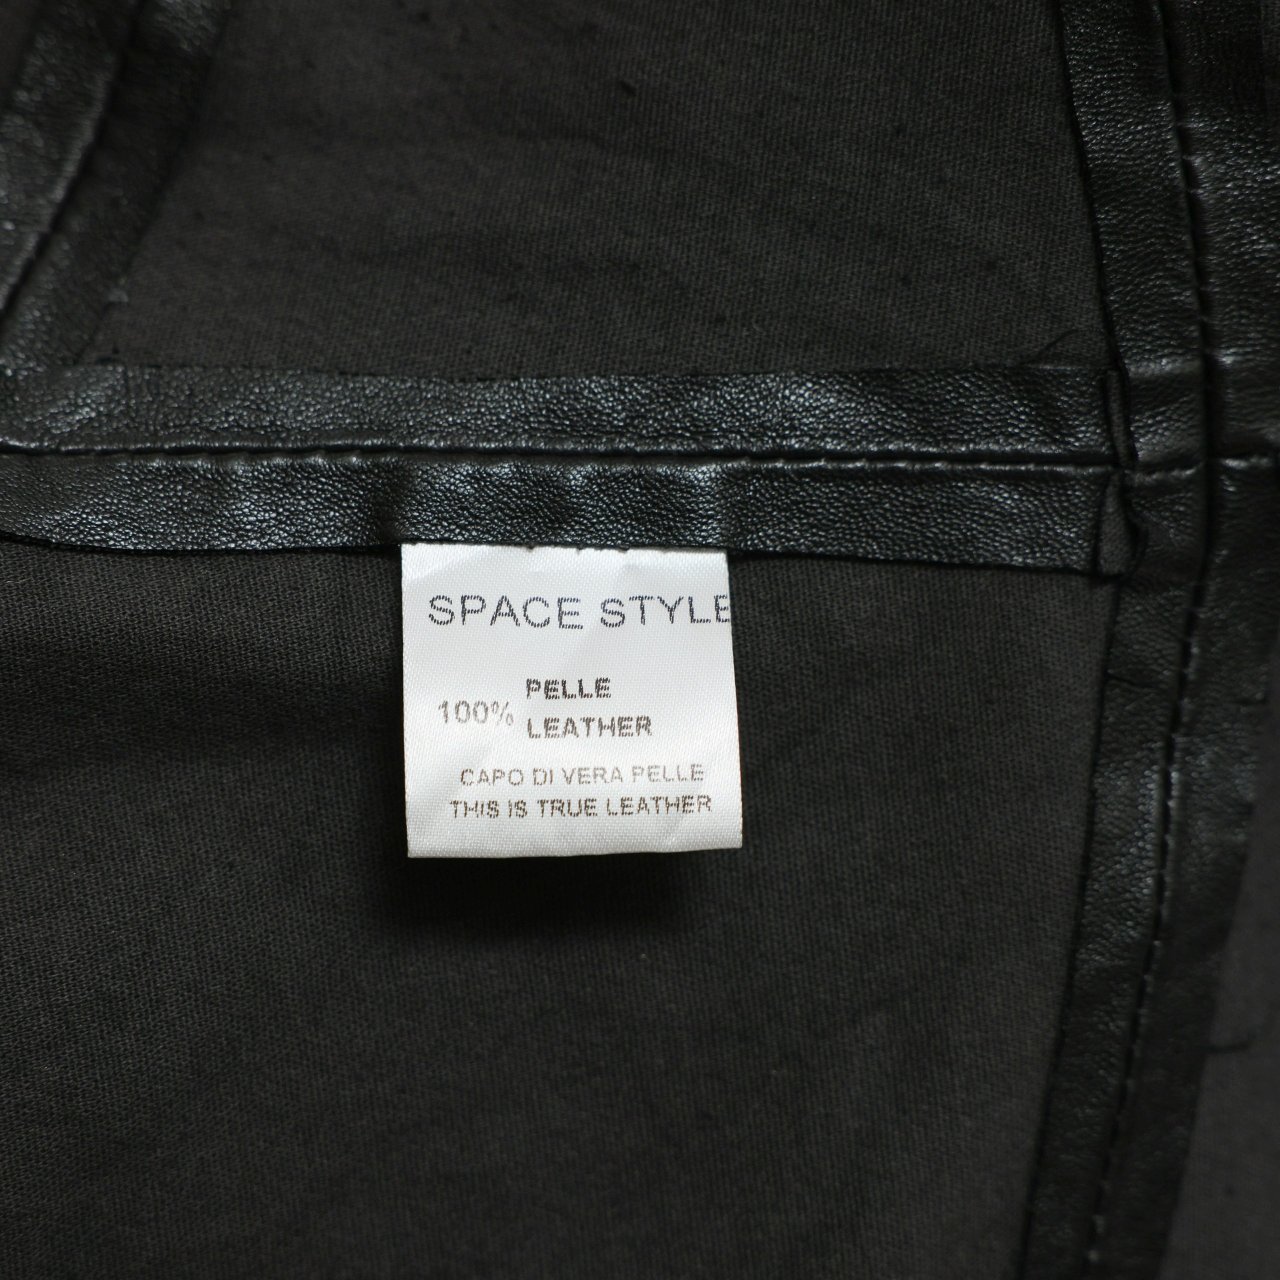 SPACE STYLE
100% PELLE
LEATHER
CAPO DI VERA PELLE
THIS IS TRUE LEATHER